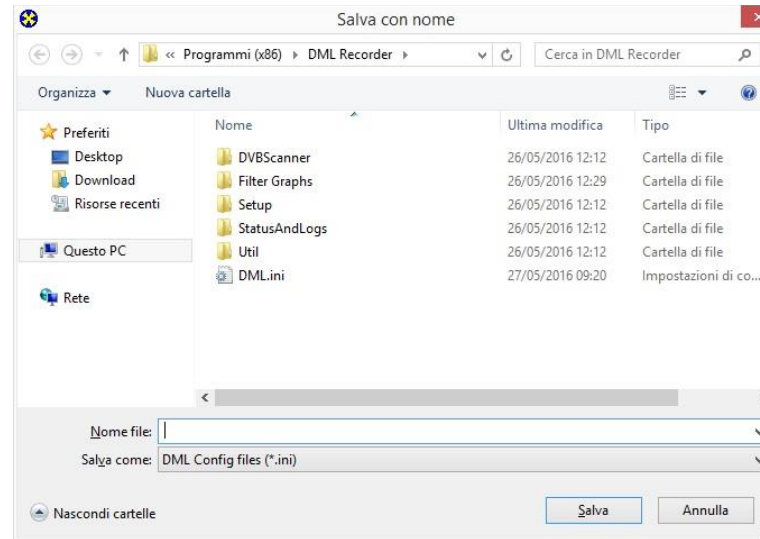 Salva con nome
« Programmi (x86) ▸ DML Recorder ▸ Cerca in DML Recorder
Organizza Nuova cartella
Preferiti
Desktop
Download
Risorse recenti
Questo PC
Rete
Nome Ultima modifica Tipo
DVBScanner 26/05/2016 12:12 Cartella di file
Filter Graphs 26/05/2016 12:29 Cartella di file
Setup 26/05/2016 12:12 Cartella di file
StatusAndLogs 26/05/2016 12:12 Cartella di file
Util 26/05/2016 12:12 Cartella di file
DML.ini 27/05/2016 09:20 Impostazioni di co...
Nome file:
Salva come: DML Config files (*.ini)
Nascondi cartelle Salva Annulla